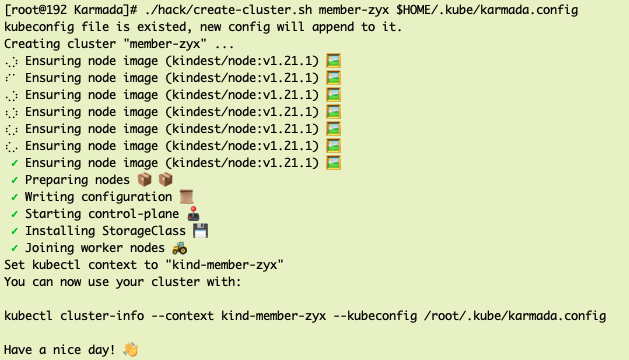 [root@192 Karmada]# ./hack/create-cluster.sh member-zyx $HOME/.kube/karmada.config
kubeconfig file is existed, new config will append to it.
Creating cluster "member-zyx" ...
⢀⡱ Ensuring node image (kindest/node:v1.21.1) 🖼
⠎⠁ Ensuring node image (kindest/node:v1.21.1) 🖼
⢀⡱ Ensuring node image (kindest/node:v1.21.1) 🖼
⢆⡱ Ensuring node image (kindest/node:v1.21.1) 🖼
⢎⡰ Ensuring node image (kindest/node:v1.21.1) 🖼
⢎⡀ Ensuring node image (kindest/node:v1.21.1) 🖼
✓ Ensuring node image (kindest/node:v1.21.1) 🖼
✓ Preparing nodes 📦 📦
✓ Writing configuration 📜
✓ Starting control-plane 🕹
✓ Installing StorageClass 💾
✓ Joining worker nodes 🚜
Set kubectl context to "kind-member-zyx"
You can now use your cluster with:
kubectl cluster-info --context kind-member-zyx --kubeconfig /root/.kube/karmada.config
Have a nice day! 👋